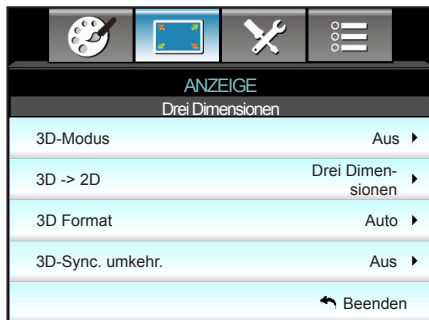 ANZEIGE
Drei Dimensionen
3D-Modus Aus
3D -> 2D Drei Dimen-
sionen
3D Format Auto
3D-Sync. umkehr. Aus
Beenden